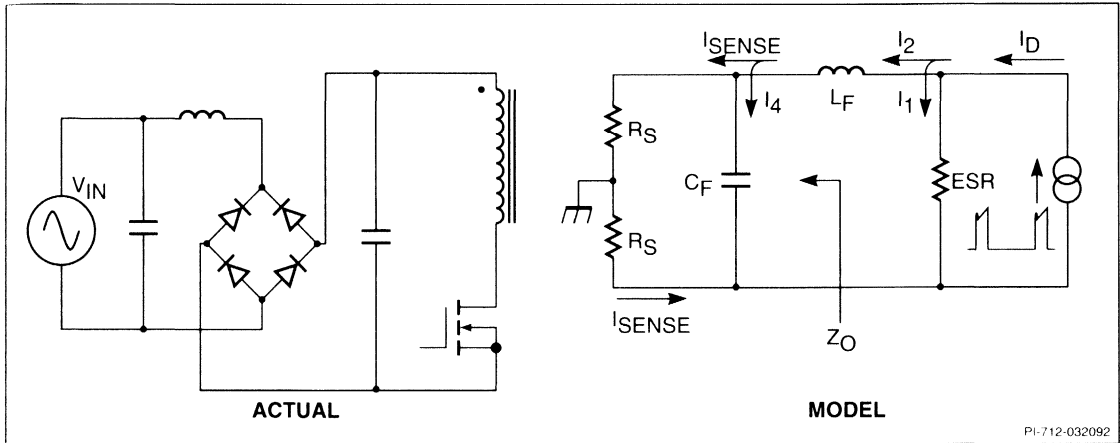 V_IN
ACTUAL
I_SENSE
I_2
I_D
I_4
L_F
I_1
R_S
C_F
ESR
R_S
I_SENSE
Z_O
MODEL
PI-712-032092